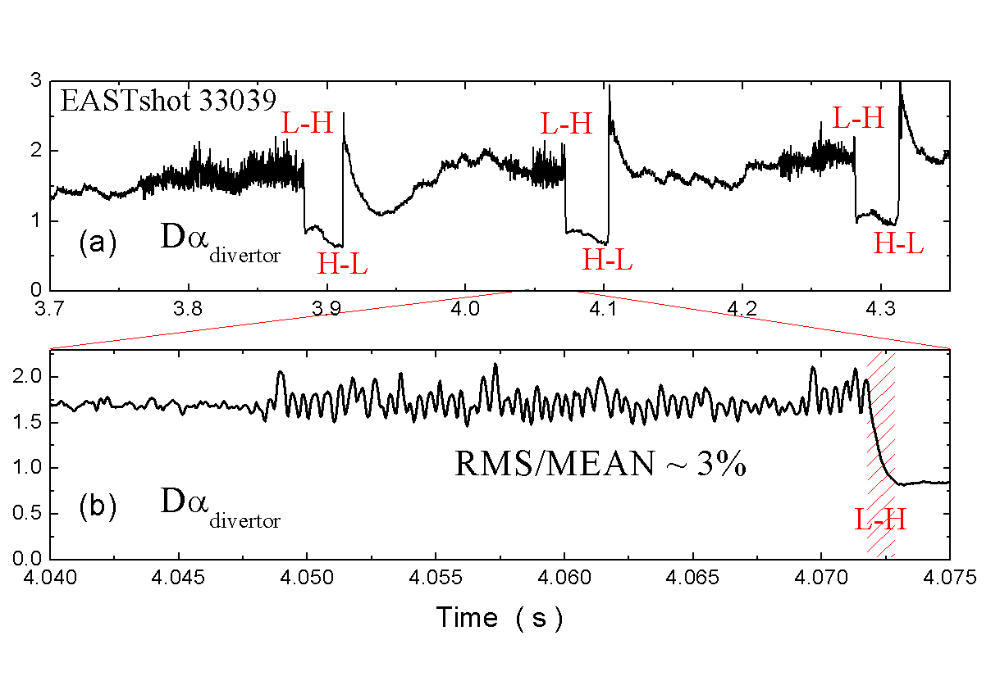 3
EASTshot 33039
L-H
L-H
L-H
2
1
(a)
Dα divertor
H-L
H-L
H-L
0
3.7 3.8 3.9 4.0 4.1 4.2 4.3
2.0
1.5
1.0
RMS/MEAN ~ 3%
(b)
Dα divertor
L-H
0.5
0.0
4.040 4.045 4.050 4.055 4.060 4.065 4.070 4.075
Time (s)